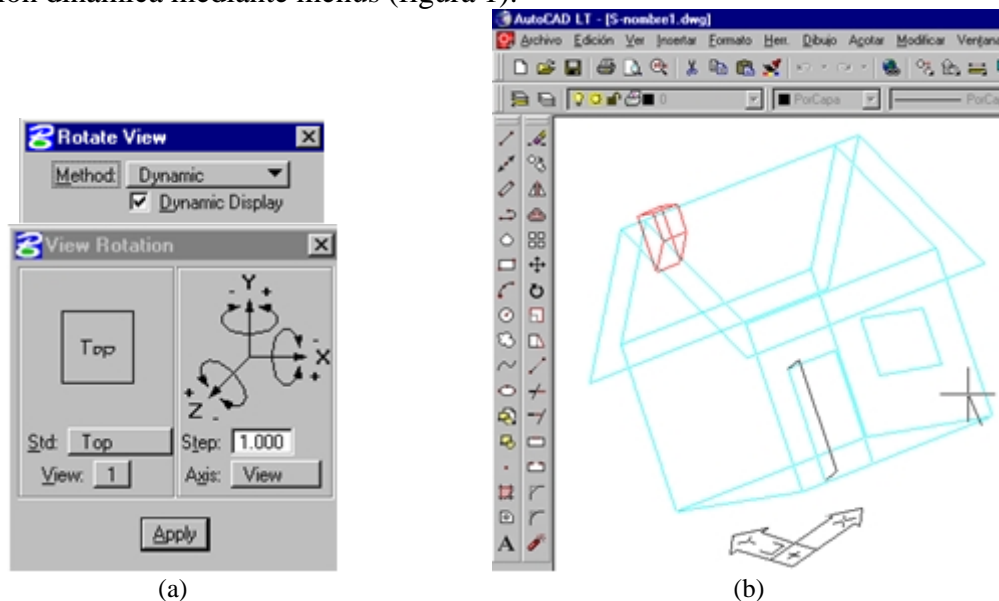 ión dinámica mediante menús (figura 1).
AutoCAD LT - [S-nombre1.dwg]
Archivo Edición Ver Insertar Formato Herr. Dibujo Acotar Modificar Ventana
0 PorCapa PorCa
Rotate View
Method: Dynamic
Dynamic Display
View Rotation
Top
- Y +
X
- +
+ Z -
Std: Top
View: 1
Step: 1.000
Axis: View
Apply
A
X
Y
(a)
(b)